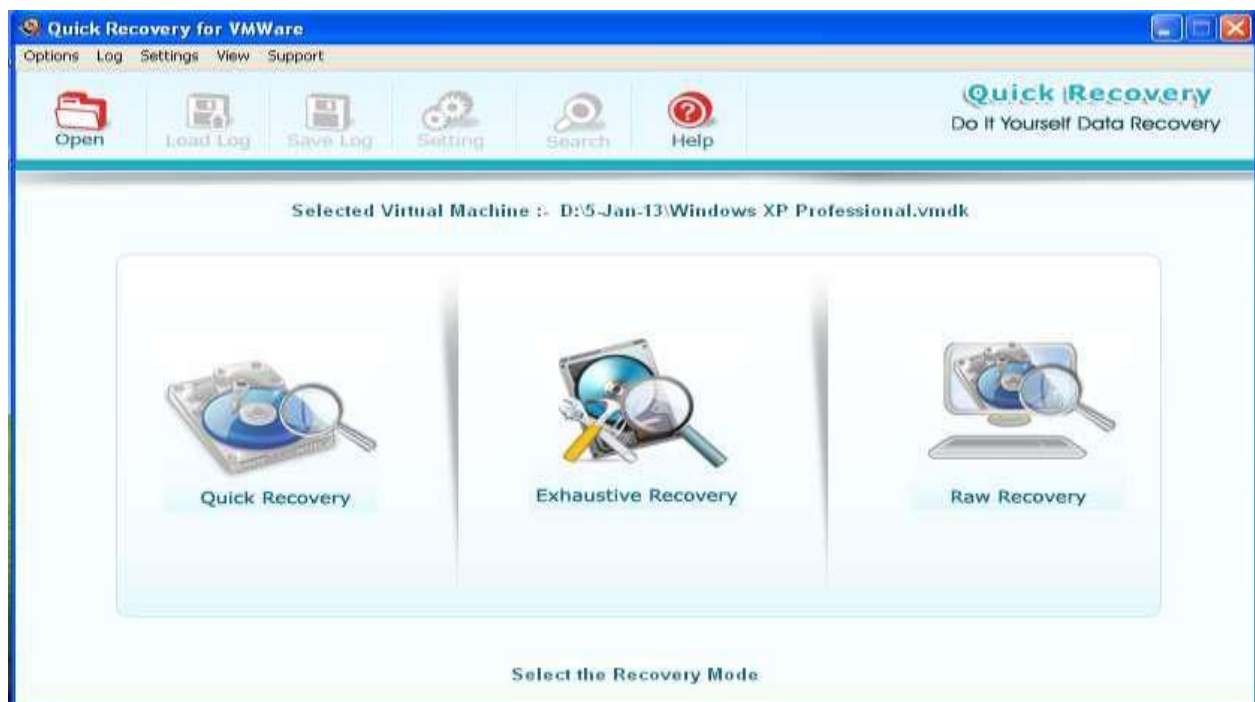 Quick Recovery for VMWare
Options Log Settings View Support
Open Load Log Save Log Setting Search Help
Quick Recovery
Do It Yourself Data Recovery
Selected Virtual Machine :- D:\5-Jan-13\Windows XP Professional.vmdk
Quick Recovery Exhaustive Recovery Raw Recovery
Select the Recovery Mode